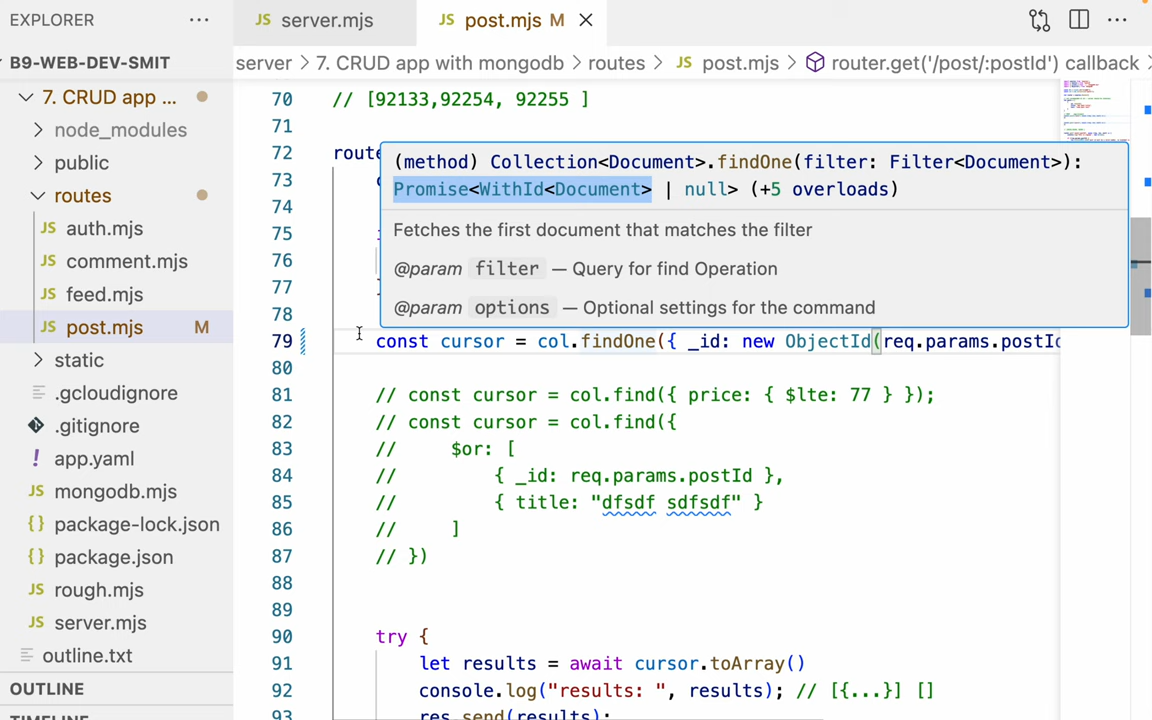 EXPLORER ...
JS server.mjs
JS post.mjs M
B9-WEB-DEV-SMIT
server > 7. CRUD app with mongodb > routes > JS post.mjs > router.get('/post/:postId') callback
7. CRUD app ...
node_modules
public
routes
JS auth.mjs
JS comment.mjs
JS feed.mjs
JS post.mjs M
static
.gcloudignore
.gitignore
! app.yaml
JS mongodb.mjs
{} package-lock.json
{} package.json
JS rough.mjs
JS server.mjs
outline.txt
OUTLINE
70 // [92133,92254, 92255 ]
71
72 route
(method) Collection<Document>.findOne(filter: Filter<Document>):
Promise<WithId<Document> | null> (+5 overloads)
Fetches the first document that matches the filter
@param filter — Query for find Operation
@param options — Optional settings for the command
73
74
75
76
77
78
79 const cursor = col.findOne({ _id: new ObjectId(req.params.postId
80
81 // const cursor = col.find({ price: { $lte: 77 } });
82 // const cursor = col.find({
83 // $or: [
84 // { _id: req.params.postId },
85 // { title: "dfsdf sdfsdf" }
86 // ]
87 // })
88
89
90 try {
91 let results = await cursor.toArray()
92 console.log("results: ", results); // [{...}] []
93 res.send(results);